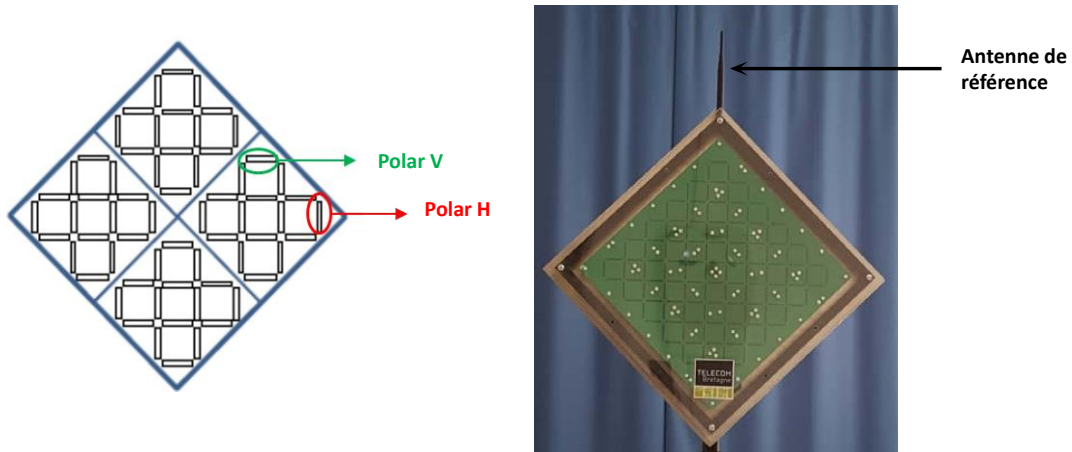 Polar V
Polar H
Antenne de
référence
TELECOM
Bretagne